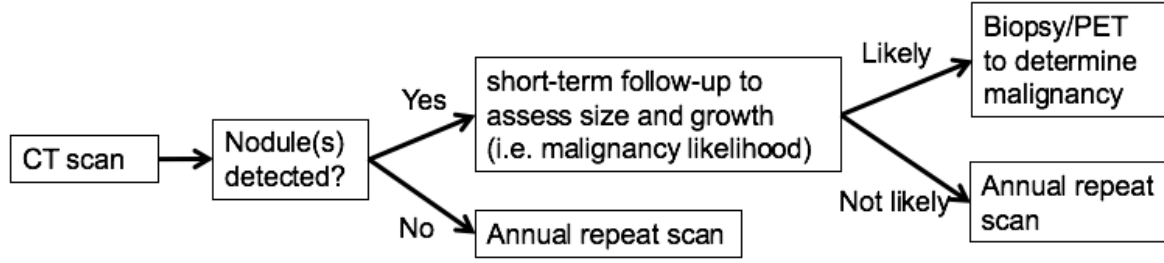 CT scan
Nodule(s)
detected?
Yes
No
short-term follow-up to
assess size and growth
(i.e. malignancy likelihood)
Annual repeat scan
Likely
Not likely
Biopsy/PET
to determine
malignancy
Annual repeat
scan